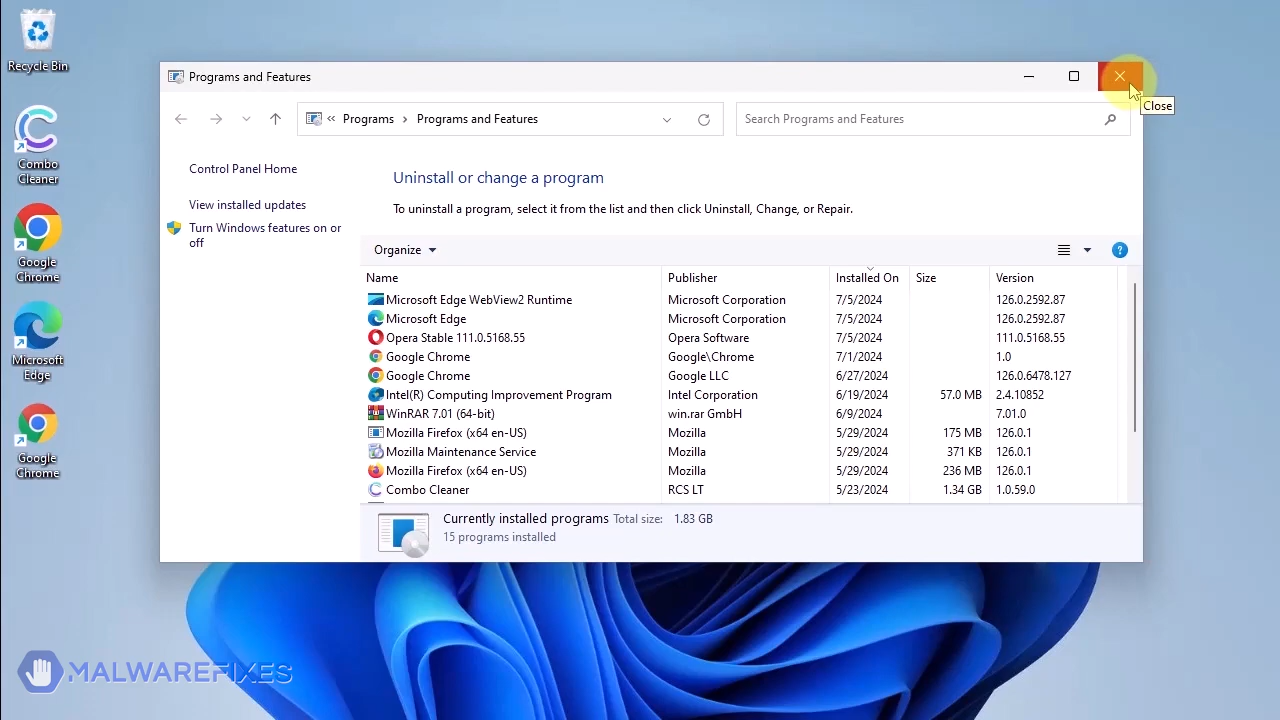 Recycle Bin
Combo
Cleaner
Google
Chrome
Microsoft
Edge
Google
Chrome
Programs and Features
Close
Programs
Programs and Features
Search Programs and Features
Control Panel Home
View installed updates
Turn Windows features on or
off
Uninstall or change a program
To uninstall a program, select it from the list and then click Uninstall, Change, or Repair.
Organize
Name Publisher Installed On Size Version
Microsoft Edge WebView2 Runtime Microsoft Corporation 7/5/2024 126.0.2592.87
Microsoft Edge Microsoft Corporation 7/5/2024 126.0.2592.87
Opera Stable 111.0.5168.55 Opera Software 7/5/2024 111.0.5168.55
Google Chrome Google\Chrome 7/1/2024 1.0
Google Chrome Google LLC 6/27/2024 126.0.6478.127
Intel(R) Computing Improvement Program Intel Corporation 6/19/2024 57.0 MB 2.4.10852
WinRAR 7.01 (64-bit) win.rar GmbH 6/9/2024 7.01.0
Mozilla Firefox (x64 en-US) Mozilla 5/29/2024 175 MB 126.0.1
Mozilla Maintenance Service Mozilla 5/29/2024 371 KB 126.0.1
Mozilla Firefox (x64 en-US) Mozilla 5/29/2024 236 MB 126.0.1
Combo Cleaner RCS LT 5/23/2024 1.34 GB 1.0.59.0
Currently installed programs Total size: 1.83 GB
15 programs installed
MALWAREFIXES